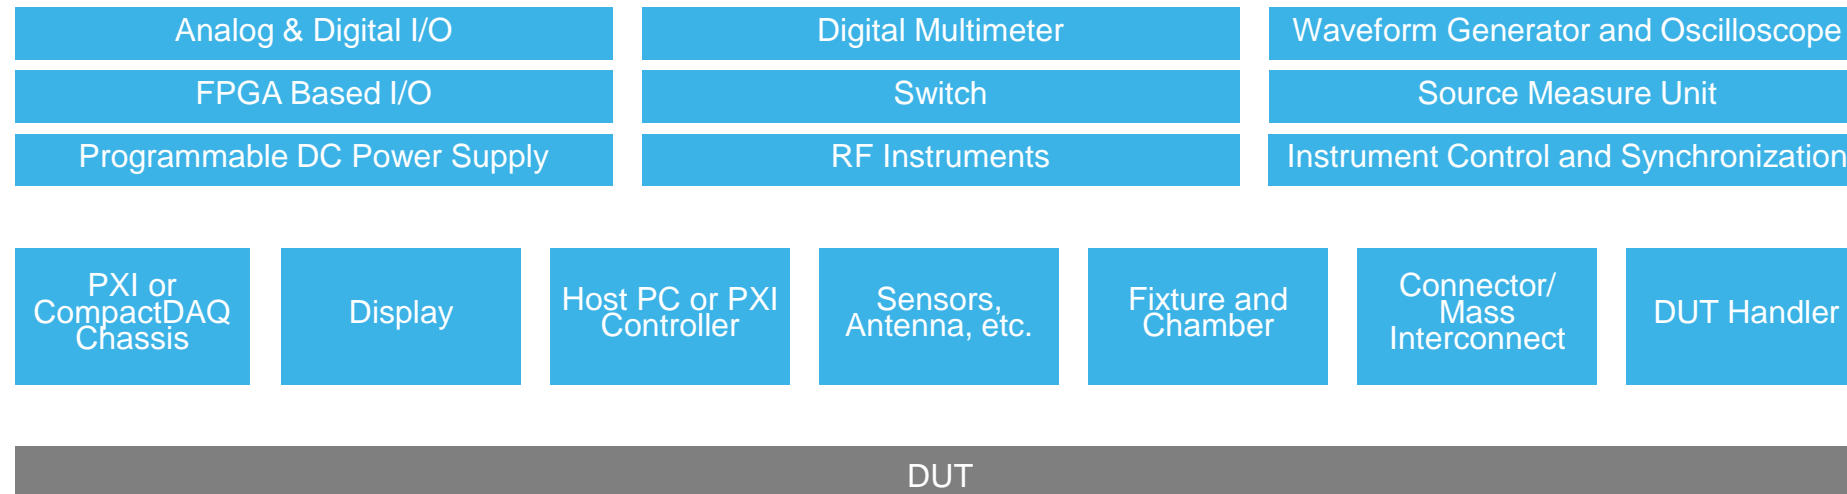 Analog & Digital I/O
Digital Multimeter
Waveform Generator and Oscilloscope
FPGA Based I/O
Switch
Source Measure Unit
Programmable DC Power Supply
RF Instruments
Instrument Control and Synchronization
PXI or
CompactDAQ
Chassis
Display
Host PC or PXI
Controller
Sensors,
Antenna, etc.
Fixture and
Chamber
Connector/
Mass
Interconnect
DUT Handler
DUT